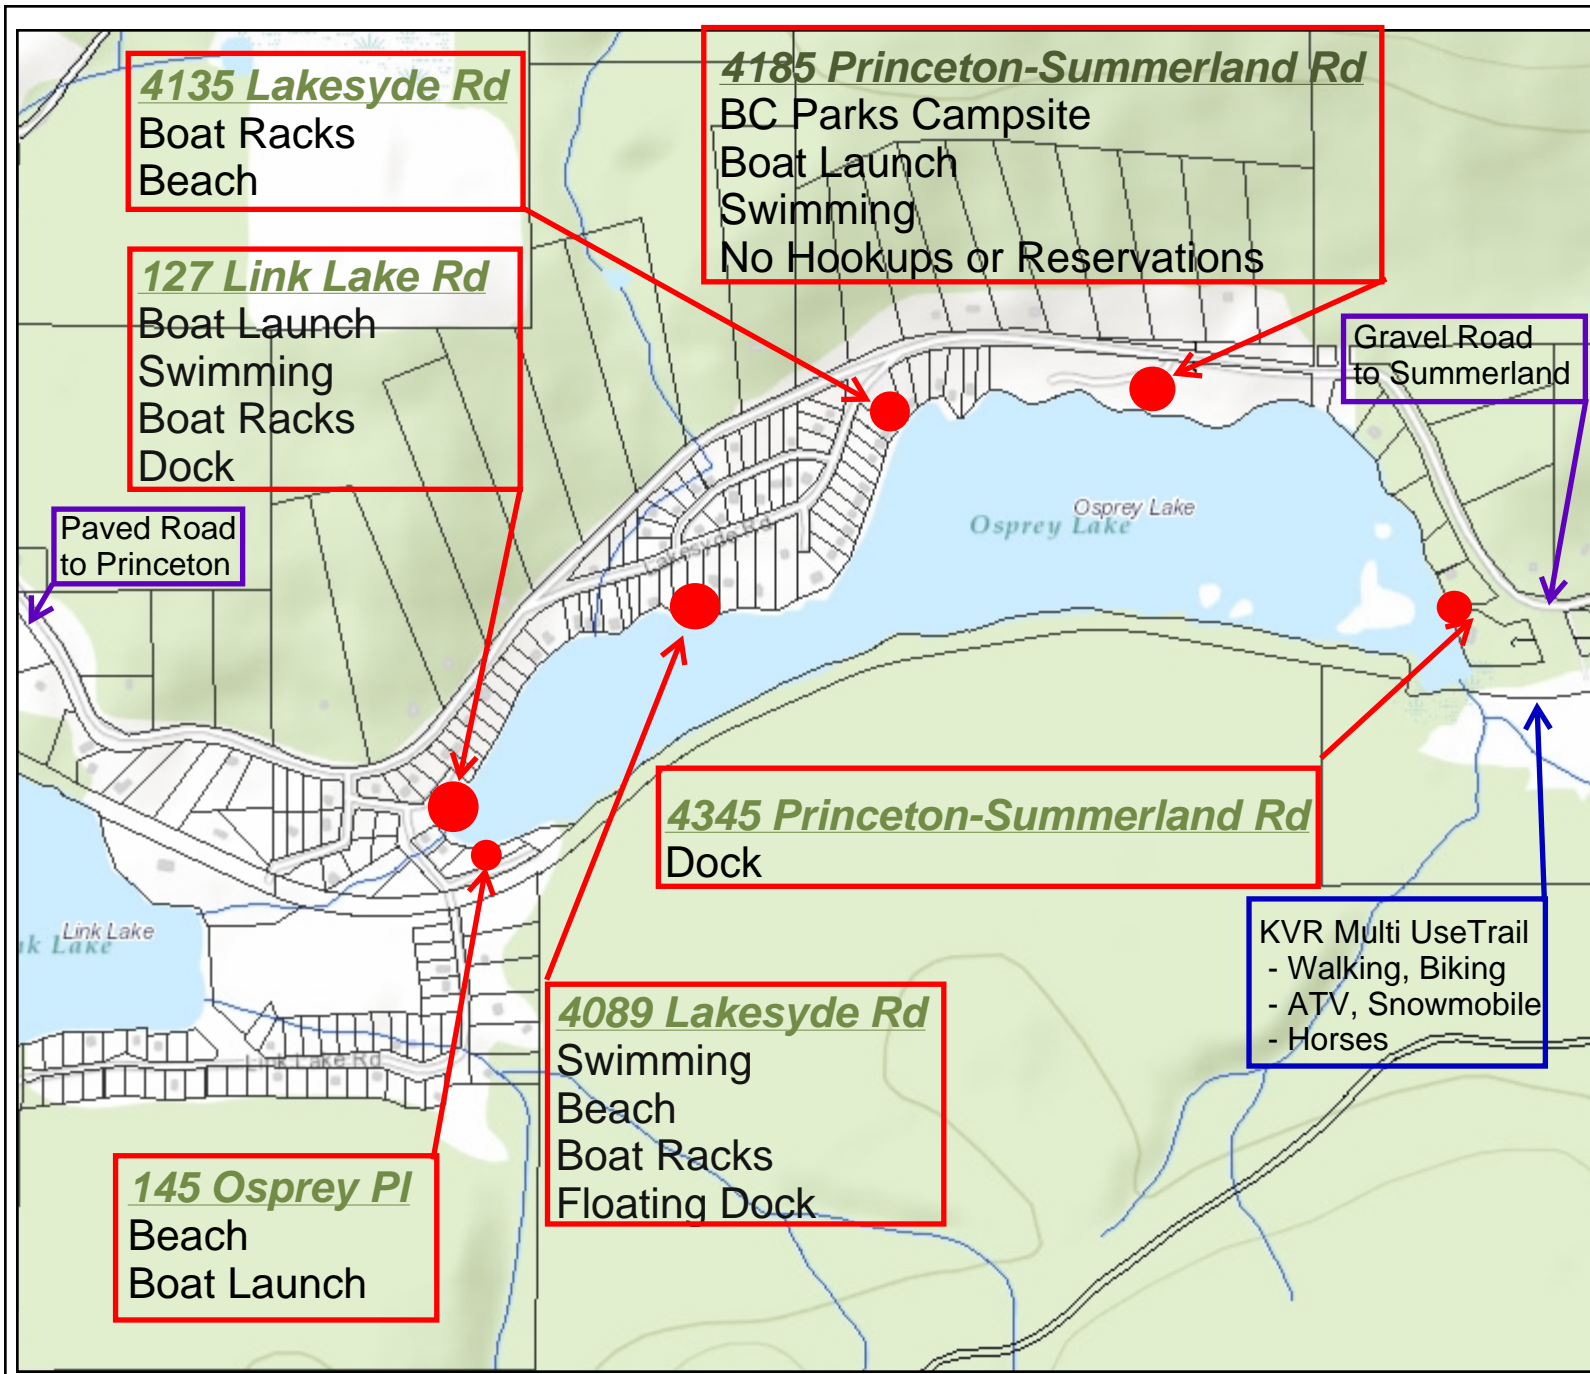 4135 Lakesyde Rd
Boat Racks
Beach
4185 Princeton-Summerland Rd
BC Parks Campsite
Boat Launch
Swimming
No Hookups or Reservations
127 Link Lake Rd
Boat Launch
Swimming
Boat Racks
Dock
Gravel Road
to Summerland
Paved Road
to Princeton
Osprey Lake
Osprey Lake
Lakesyde Rd
4345 Princeton-Summerland Rd
Dock
Link Lake
Lake
KVR Multi UseTrail
- Walking, Biking
- ATV, Snowmobile
- Horses
4089 Lakesyde Rd
Swimming
Beach
Boat Racks
Floating Dock
Link Lake Rd
145 Osprey Pl
Beach
Boat Launch